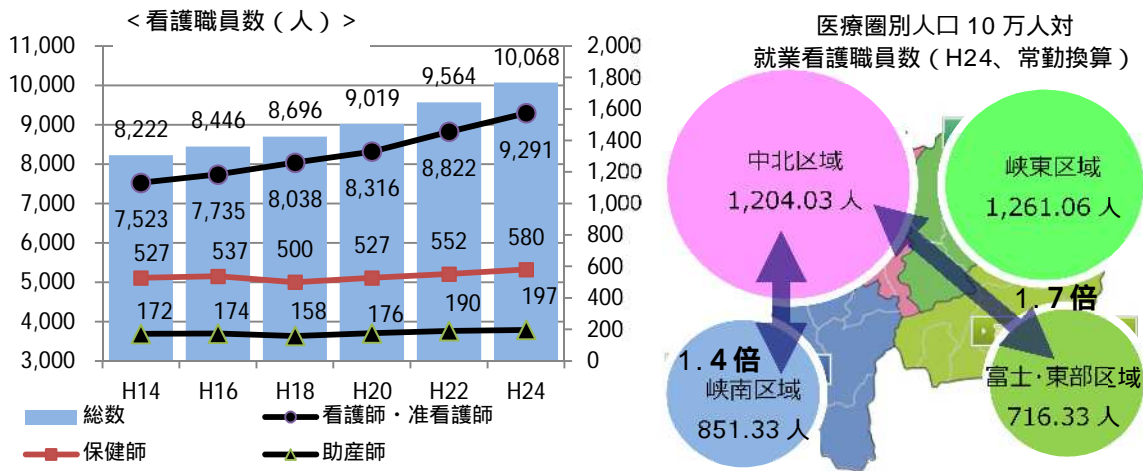 <看護職員数(人)>
11,000
10,000
9,000
8,000
7,000
6,000
5,000
4,000
3,000
2,000
1,800
1,600
1,400
1,200
1,000
800
600
400
200
0
8,222
8,446
8,696
9,019
9,564
10,068
7,523
7,735
8,038
8,316
8,822
9,291
527
537
500
527
552
580
172
174
158
176
190
197
H14 H16 H18 H20 H22 H24
総数 看護師・准看護師
保健師 助産師
医療圏別人口10万人対
就業看護職員数(H24、常勤換算)
中北区域
1,204.03 人
峡東区域
1,261.06 人
1.7倍
1.4倍
峡南区域
851.33 人
富士・東部区域
716.33 人